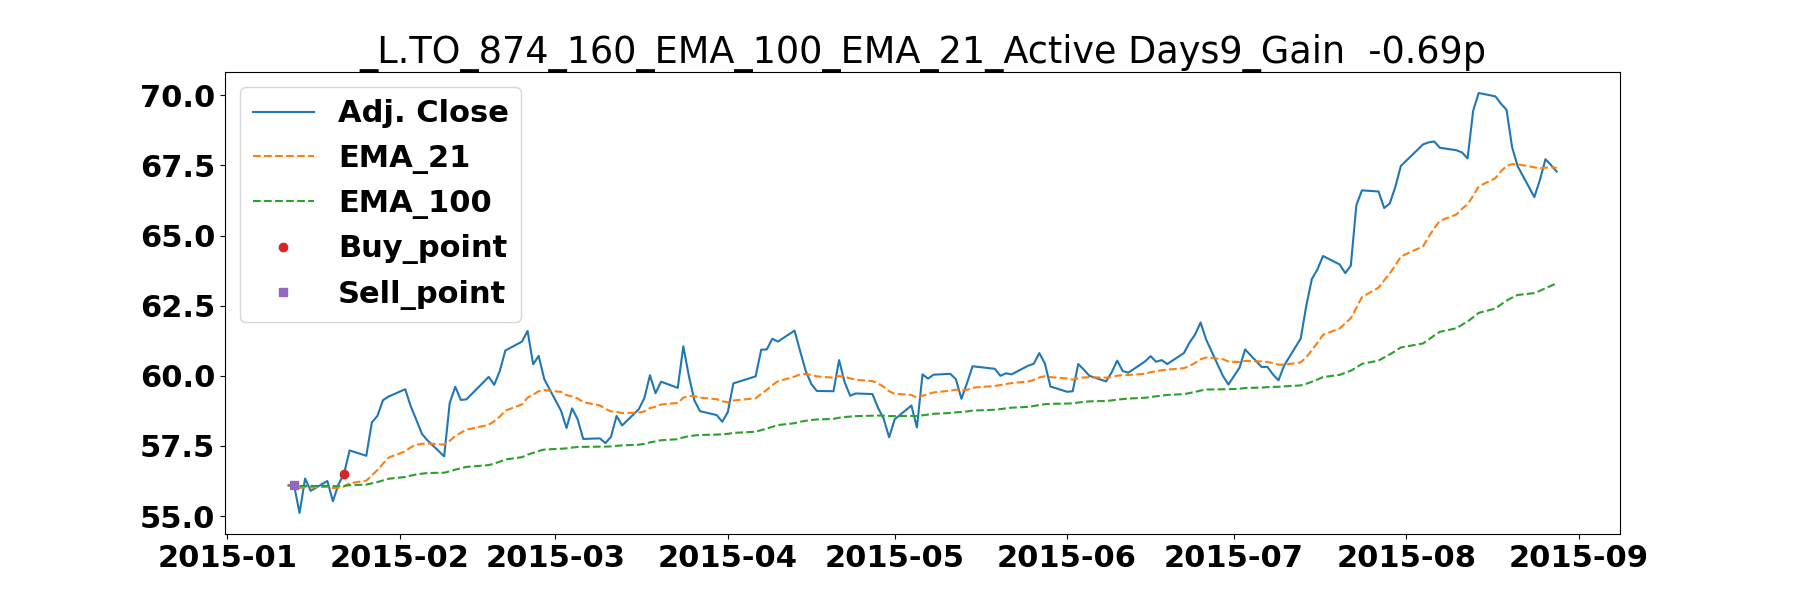 _L.TO_874_160_EMA_100_EMA_21_Active Days9_Gain  -0.69p
70.0
67.5
65.0
62.5
60.0
57.5
55.0
Adj. Close
EMA_21
EMA_100
Buy_point
Sell_point
2015-01 2015-02 2015-03 2015-04 2015-05 2015-06 2015-07 2015-08 2015-09